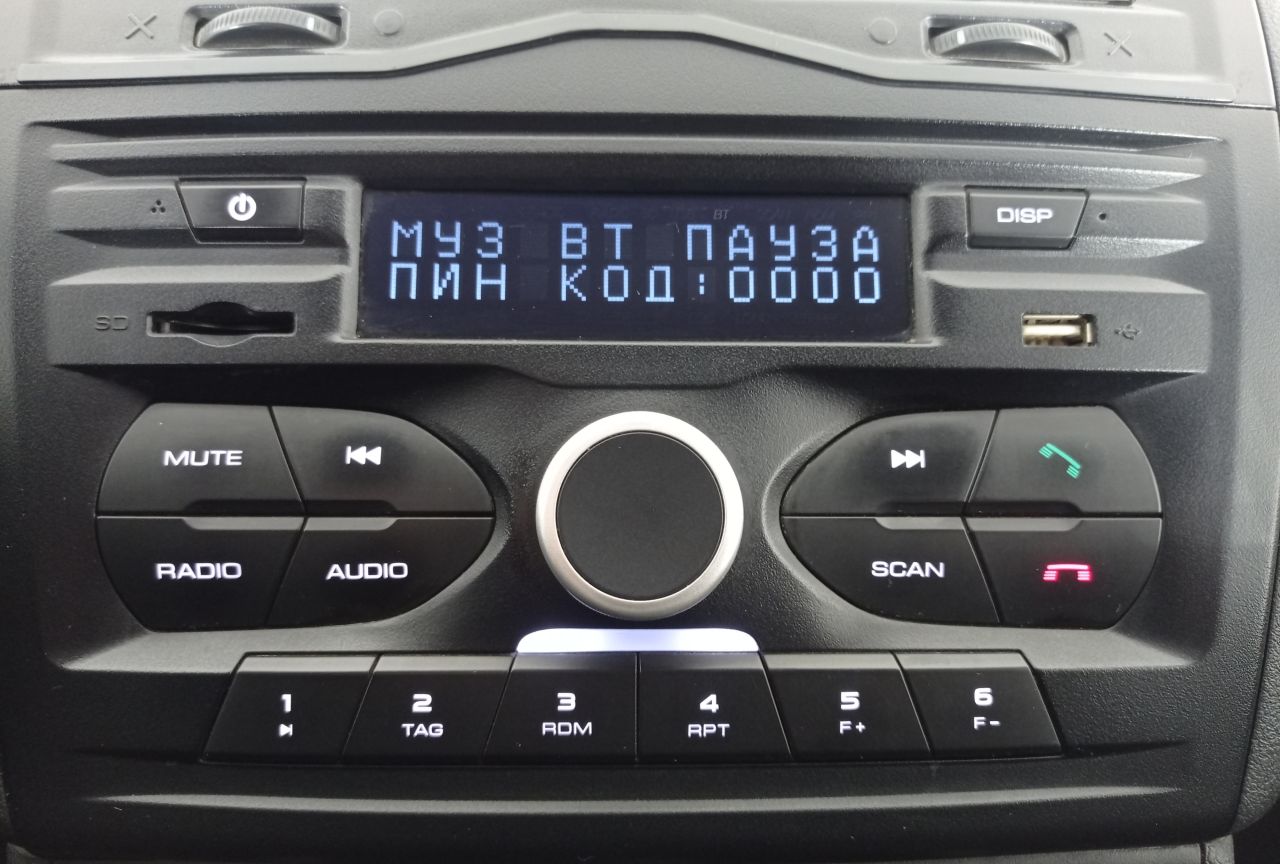 DISP
BT
МУЗ ВТ ПАУЗА
ПИН КОД:0000
SD
MUTE
RADIO
AUDIO
SCAN
1
2
TAG
3
RDM
4
RPT
5
F+
6
F-